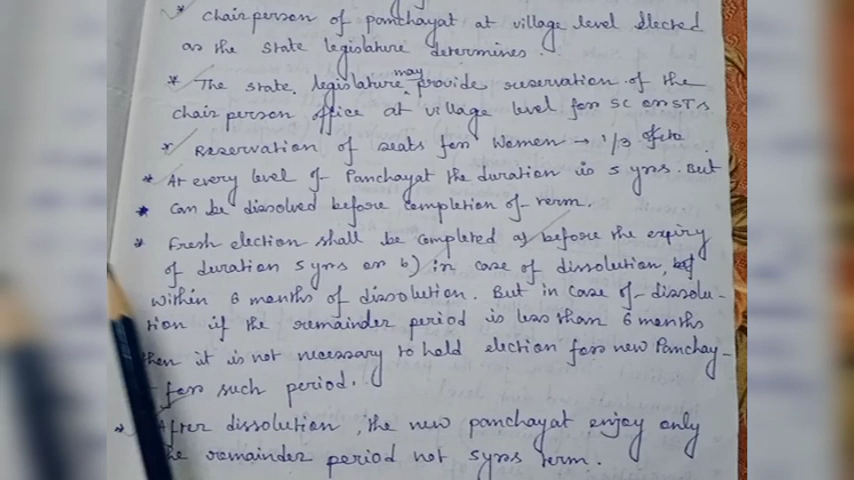 * Chairperson of panchayat at village level elected
as the state legislature determines.
* The state legislature may provide reservation of the
chairperson office at village level for SC or STs
* Reservation of seats for Women → 1/3
* At every level of Panchayat the duration is 5 yrs. But
* Can be dissolved before completion of term.
* Fresh election shall be completed a) before the expiry
of duration 5 yrs or b) in case of dissolution,
within 6 months of dissolution. But in case of dissolu-
tion if the remainder period is less than 6 months
then it is not necessary to hold election for new Panchay-
for such period.
* After dissolution, the new panchayat enjoy only
the remainder period not 5yrs term.